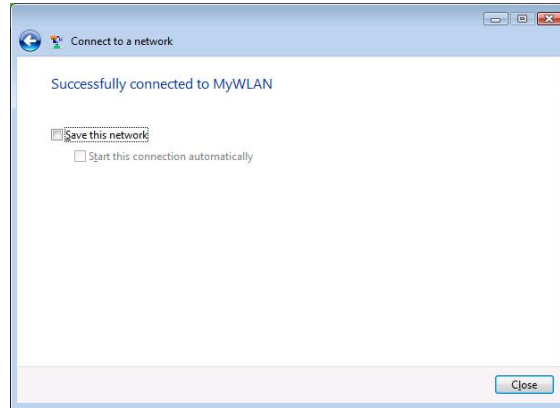 Connect to a network
Successfully connected to MyWLAN
Save this network
Start this connection automatically
Close